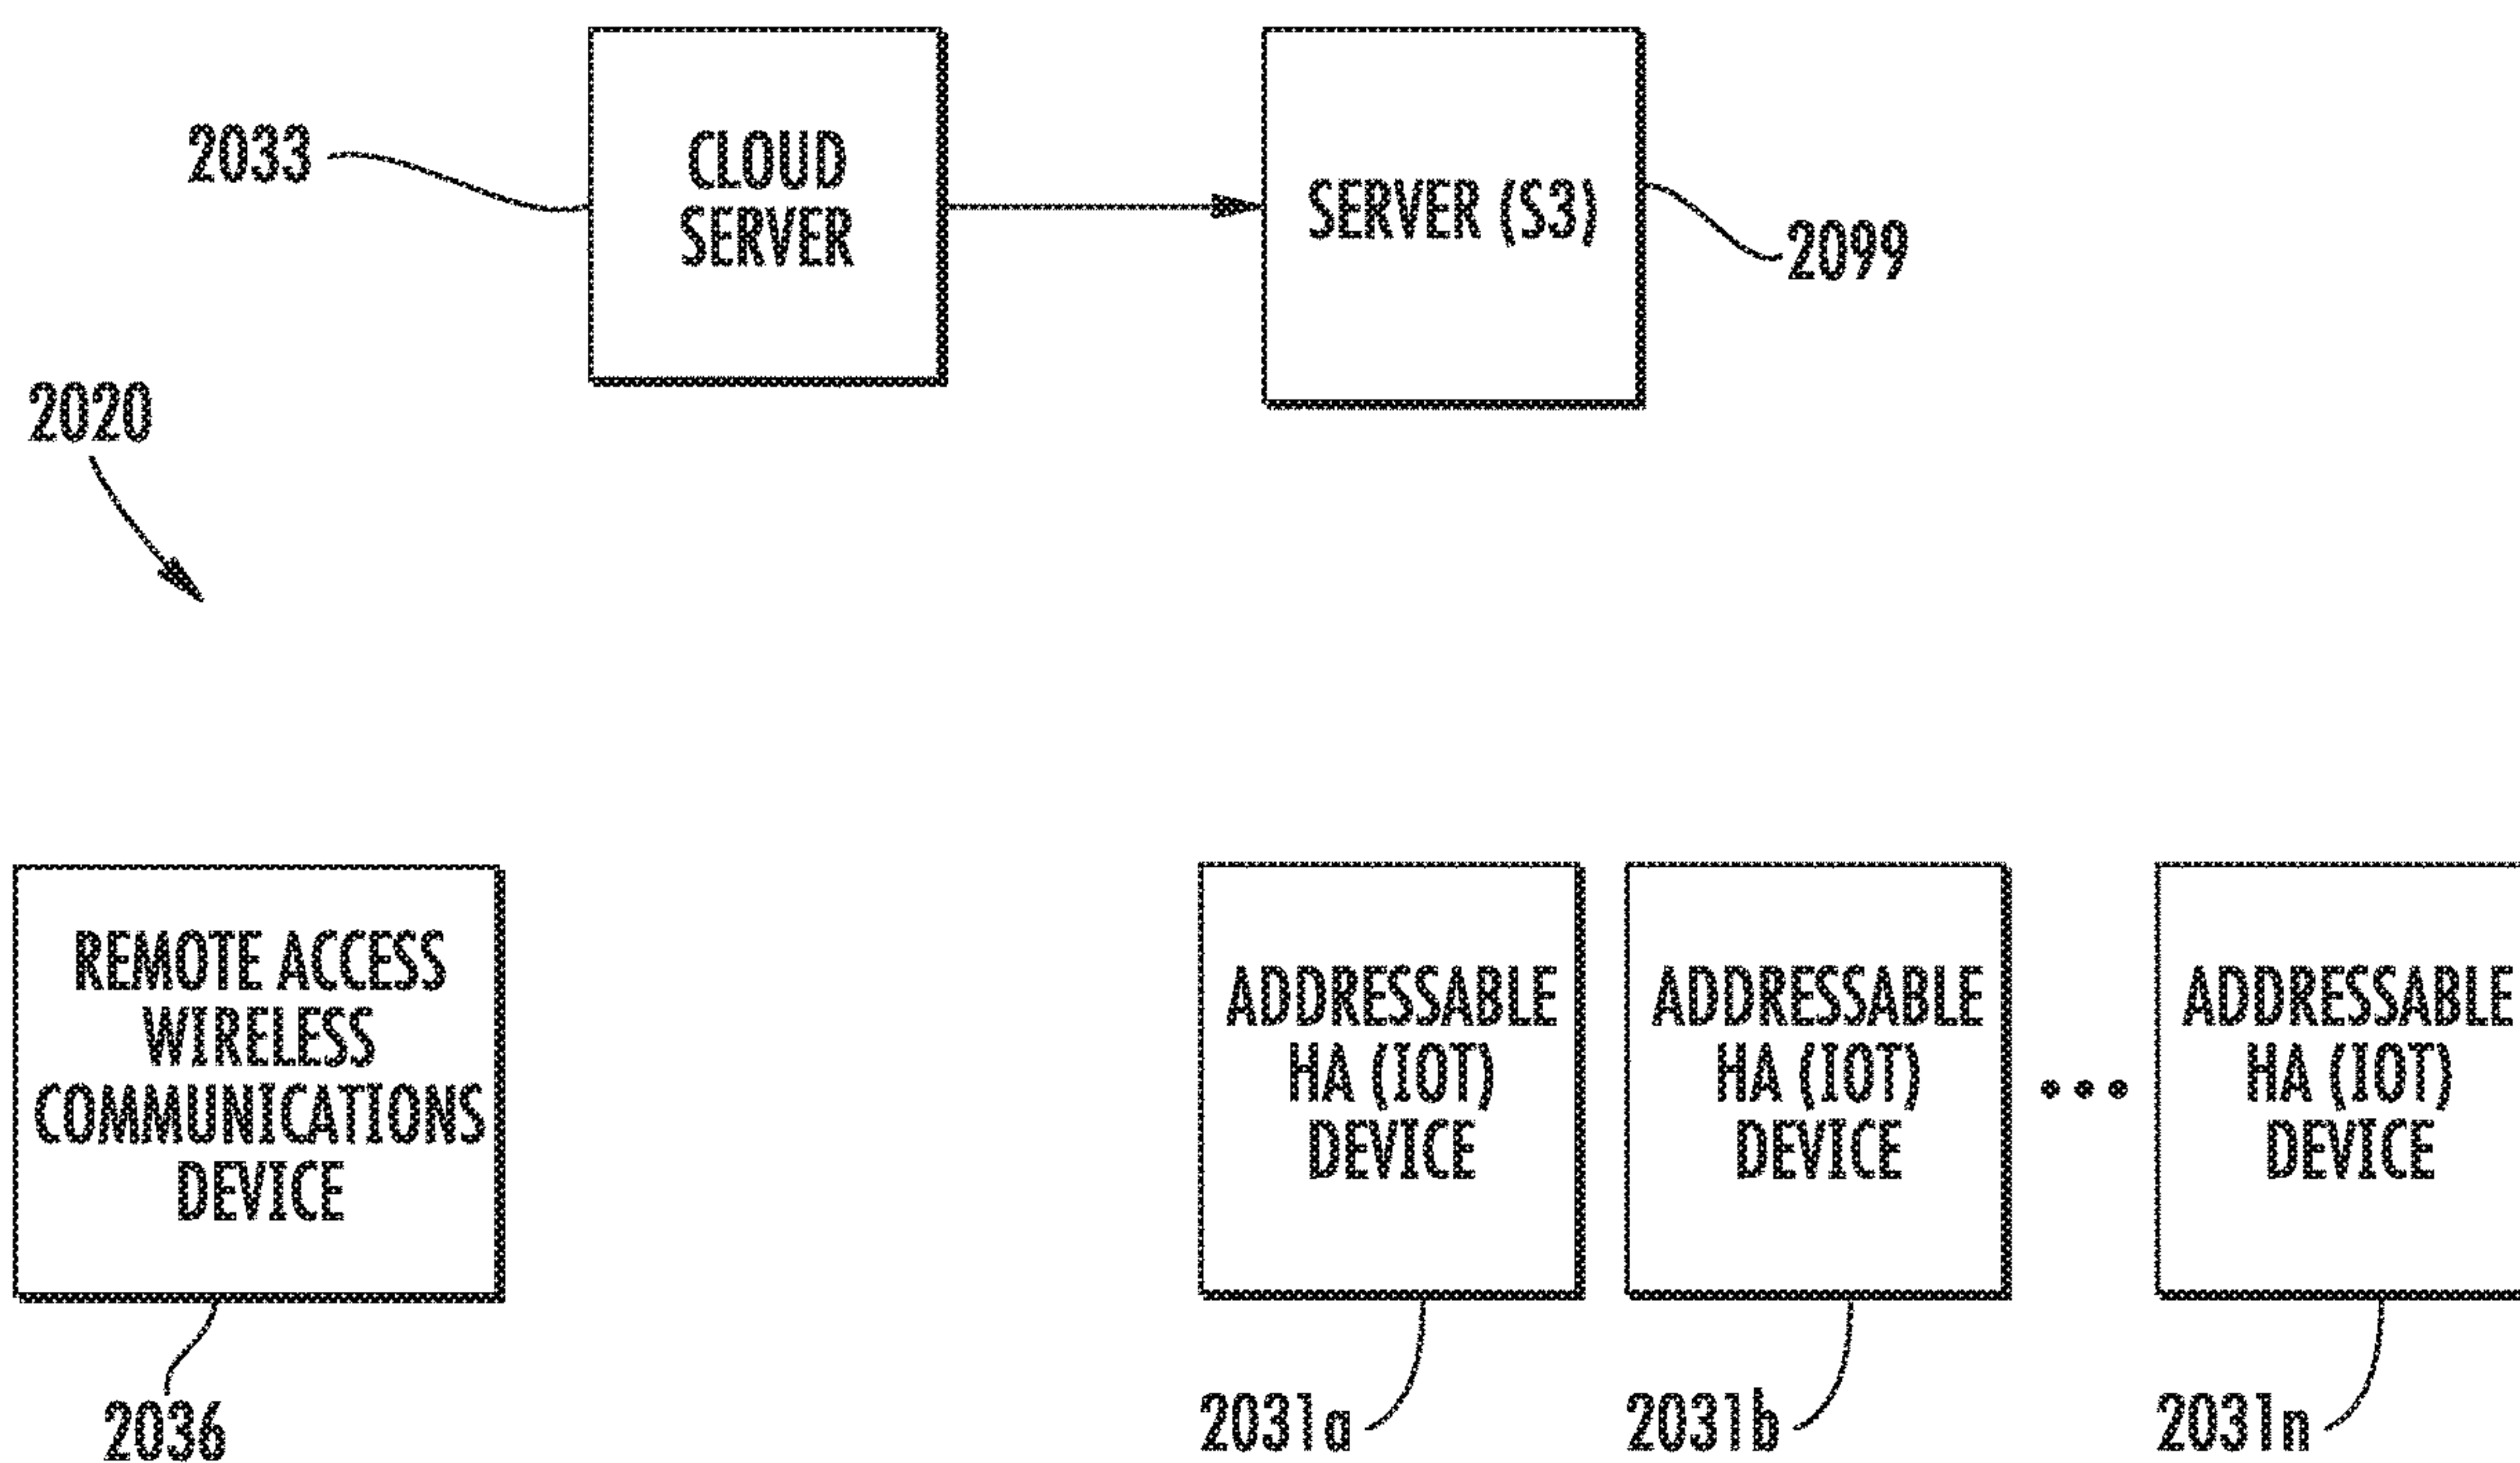 CLOUD
SERVER
2033
SERVER (S3)
2099
2020
REMOTE ACCESS
WIRELESS
COMMUNICATIONS
DEVICE
2036
ADDRESSABLE
HA (IOT)
DEVICE
2031a
ADDRESSABLE
HA (IOT)
DEVICE
2031b
ADDRESSABLE
HA (IOT)
DEVICE
2031n